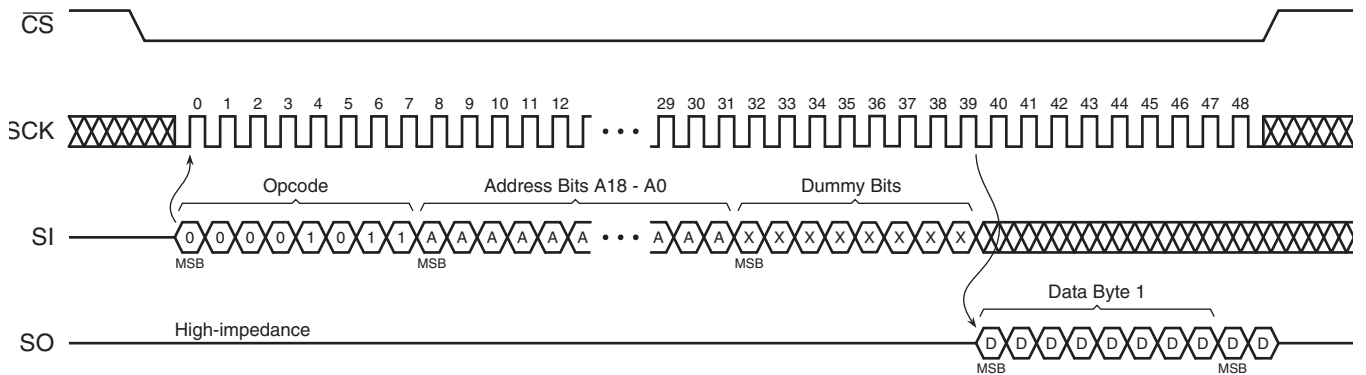 CS
0 1 2 3 4 5 6 7 8 9 10 11 12 29 30 31 32 33 34 35 36 37 38 39 40 41 42 43 44 45 46 47 48
SCK • • •
Opcode Address Bits A18 - A0 Dummy Bits
SI 0 0 0 0 1 0 1 1 A A A A A A • • • A A A X X X X X X X X
MSB MSB MSB
Data Byte 1
High-impedance
SO D D D D D D D D D D
MSB MSB